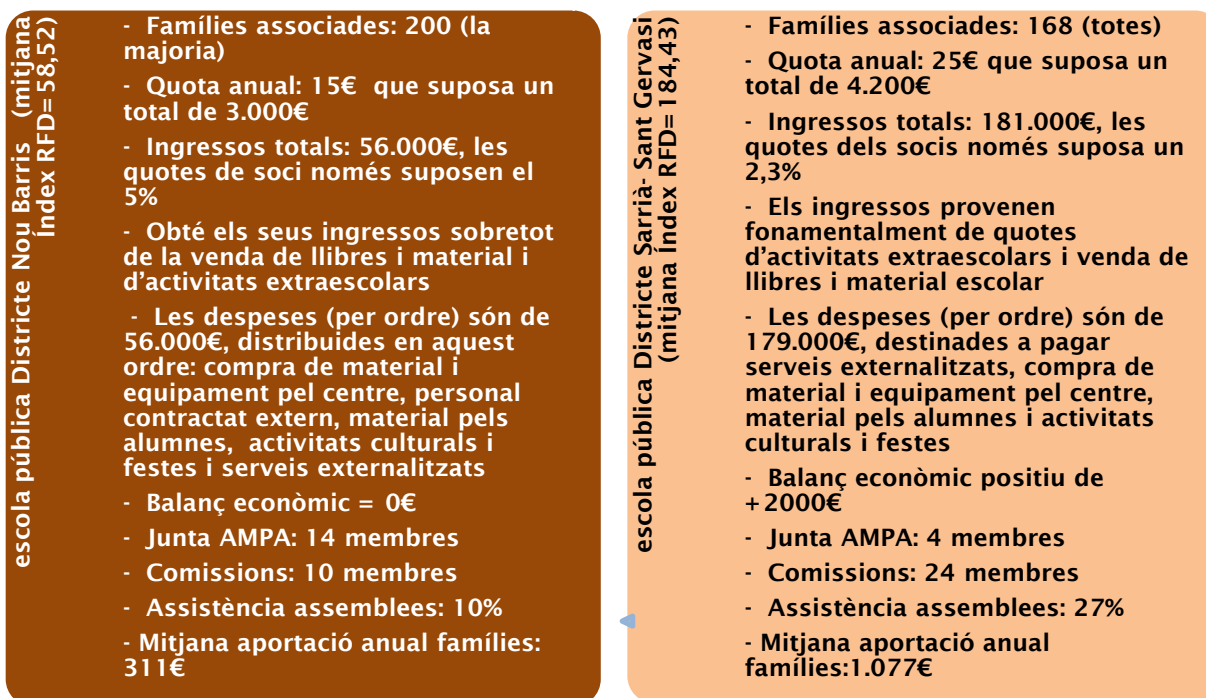 escola pública Districte Nou Barris (mitjana
Índex RFD= 58,52)
- Famílies associades: 200 (la
majoria)
- Quota anual: 15€ que suposa un
total de 3.000€
- Ingressos totals: 56.000€, les
quotes de soci només suposen el
5%
- Obté els seus ingressos sobretot
de la venda de llibres i material i
d’activitats extraescolars
- Les despeses (per ordre) són de
56.000€, distribuides en aquest
ordre: compra de material i
equipament pel centre, personal
contractat extern, material pels
alumnes, activitats culturals i
festes i serveis externalitzats
- Balanç econòmic = 0€
- Junta AMPA: 14 membres
- Comissions: 10 membres
- Assistència assemblees: 10%
- Mitjana aportació anual famílies:
311€
escola pública Districte Sarrià- Sant Gervasi
(mitjana Índex RFD= 184,43)
- Famílies associades: 168 (totes)
- Quota anual: 25€ que suposa un
total de 4.200€
- Ingressos totals: 181.000€, les
quotes dels socis només suposa un
2,3%
- Els ingressos provenen
fonamentalment de quotes
d’activitats extraescolars i venda de
llibres i material escolar
- Les despeses (per ordre) són de
179.000€, destinades a pagar
serveis externalitzats, compra de
material i equipament pel centre,
material pels alumnes i activitats
culturals i festes
- Balanç econòmic positiu de
+2000€
- Junta AMPA: 4 membres
- Comissions: 24 membres
- Assistència assemblees: 27%
- Mitjana aportació anual
famílies:1.077€